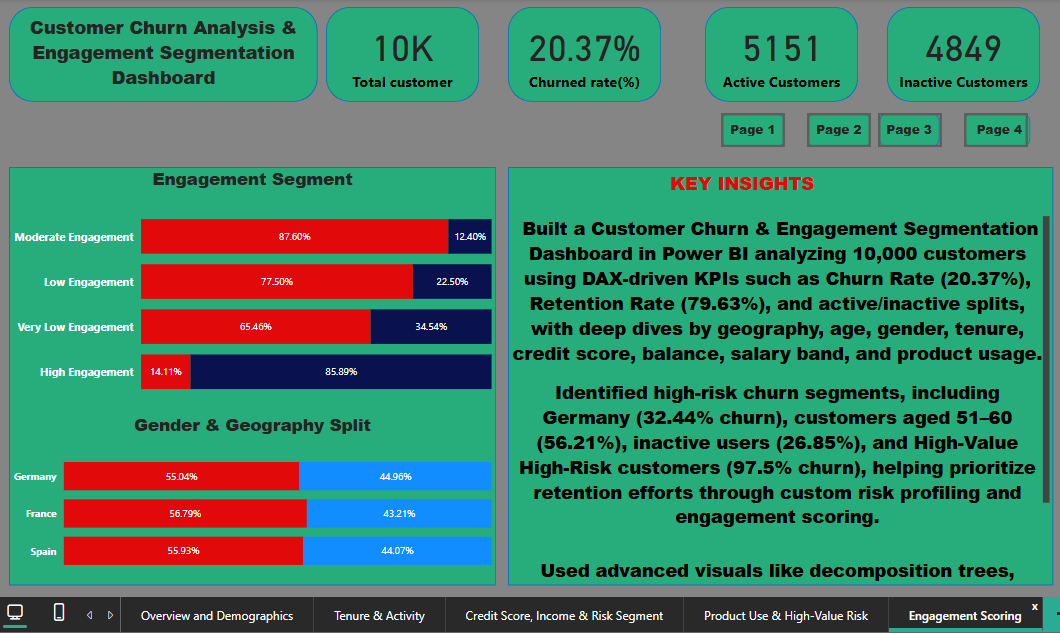 Customer Churn Analysis &
Engagement Segmentation
Dashboard
10K
Total customer
20.37%
Churned rate(%)
5151
Active Customers
4849
Inactive Customers
Page 1
Page 2
Page 3
Page 4
Engagement Segment
Moderate Engagement 87.60% 12.40%
Low Engagement 77.50% 22.50%
Very Low Engagement 65.46% 34.54%
High Engagement 14.11% 85.89%
Gender & Geography Split
Germany 55.04% 44.96%
France 56.79% 43.21%
Spain 55.93% 44.07%
KEY INSIGHTS
Built a Customer Churn & Engagement Segmentation
Dashboard in Power BI analyzing 10,000 customers
using DAX-driven KPIs such as Churn Rate (20.37%),
Retention Rate (79.63%), and active/inactive splits,
with deep dives by geography, age, gender, tenure,
credit score, balance, salary band, and product usage.
Identified high-risk churn segments, including
Germany (32.44% churn), customers aged 51–60
(56.21%), inactive users (26.85%), and High-Value
High-Risk customers (97.5% churn), helping prioritize
retention efforts through custom risk profiling and
engagement scoring.
Used advanced visuals like decomposition trees,
Overview and Demographics
Tenure & Activity
Credit Score, Income & Risk Segment
Product Use & High-Value Risk
Engagement Scoring
x